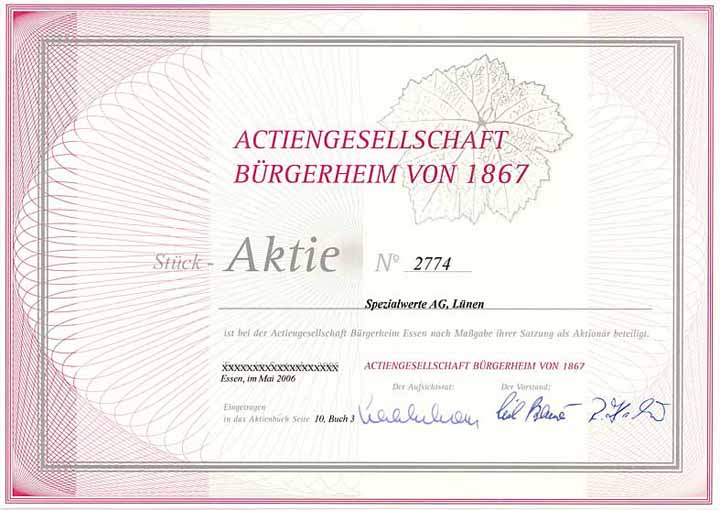 ACTIENGESELLSCHAFT
BÜRGERHEIM VON 1867
Stück - Aktie Nº 2774
Spezialwerte AG, Lünen
ist bei der Actiengesellschaft Bürgerheim Essen nach Maßgabe ihrer Satzung als Aktionär beteiligt.
xxxxxxxxxxxxxxxxxxx ACTIENGESELLSCHAFT BÜRGERHEIM VON 1867
Essen, im Mai 2006
Der Aufsichtsrat: Der Vorstand:
Eingetragen
in das Aktienbuch Seite 10, Buch 3